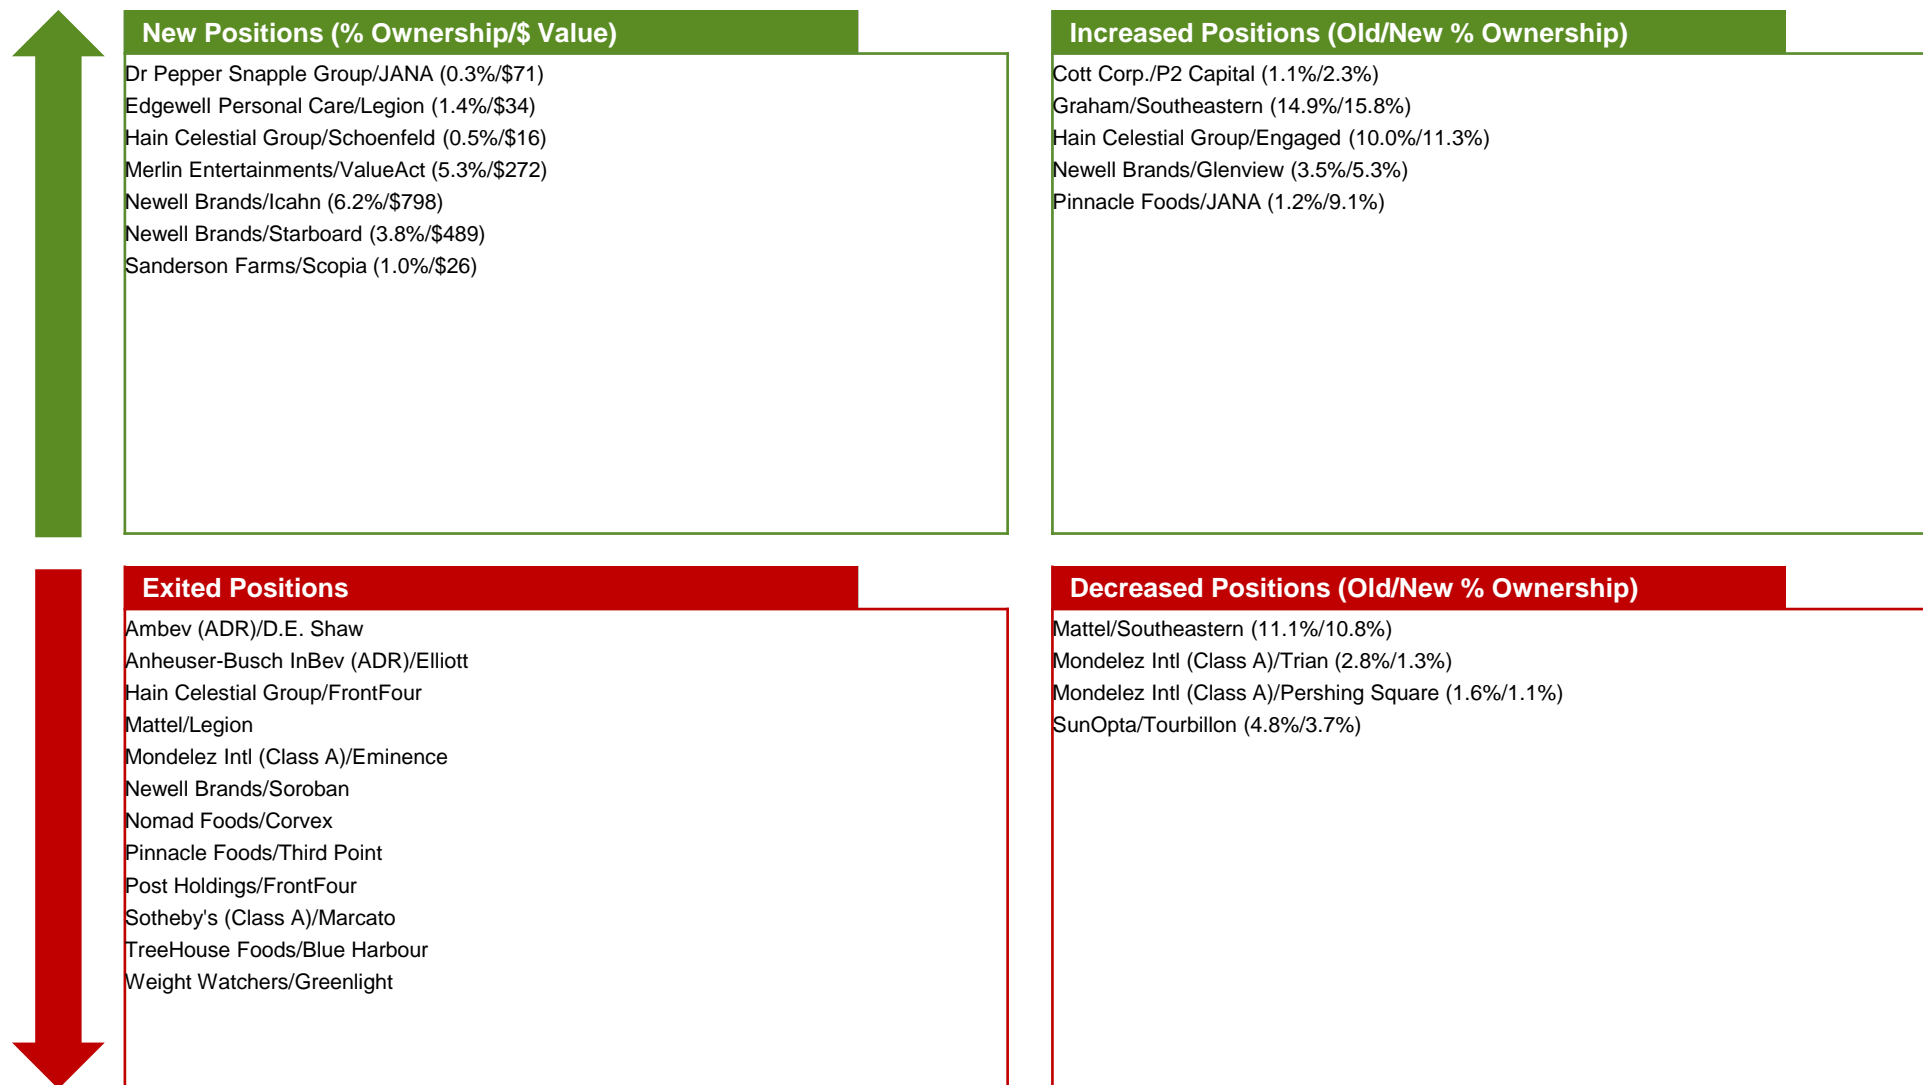 New Positions (% Ownership/$ Value)
Dr Pepper Snapple Group/JANA (0.3%/$71)
Edgewell Personal Care/Legion (1.4%/$34)
Hain Celestial Group/Schoenfeld (0.5%/$16)
Merlin Entertainments/ValueAct (5.3%/$272)
Newell Brands/Icahn (6.2%/$798)
Newell Brands/Starboard (3.8%/$489)
Sanderson Farms/Scopia (1.0%/$26)
Increased Positions (Old/New % Ownership)
Cott Corp./P2 Capital (1.1%/2.3%)
Graham/Southeastern (14.9%/15.8%)
Hain Celestial Group/Engaged (10.0%/11.3%)
Newell Brands/Glenview (3.5%/5.3%)
Pinnacle Foods/JANA (1.2%/9.1%)
Exited Positions
Ambev (ADR)/D.E. Shaw
Anheuser-Busch InBev (ADR)/Elliott
Hain Celestial Group/FrontFour
Mattel/Legion
Mondelez Intl (Class A)/Eminence
Newell Brands/Soroban
Nomad Foods/Corvex
Pinnacle Foods/Third Point
Post Holdings/FrontFour
Sotheby's (Class A)/Marcato
TreeHouse Foods/Blue Harbour
Weight Watchers/Greenlight
Decreased Positions (Old/New % Ownership)
Mattel/Southeastern (11.1%/10.8%)
Mondelez Intl (Class A)/Trian (2.8%/1.3%)
Mondelez Intl (Class A)/Pershing Square (1.6%/1.1%)
SunOpta/Tourbillon (4.8%/3.7%)